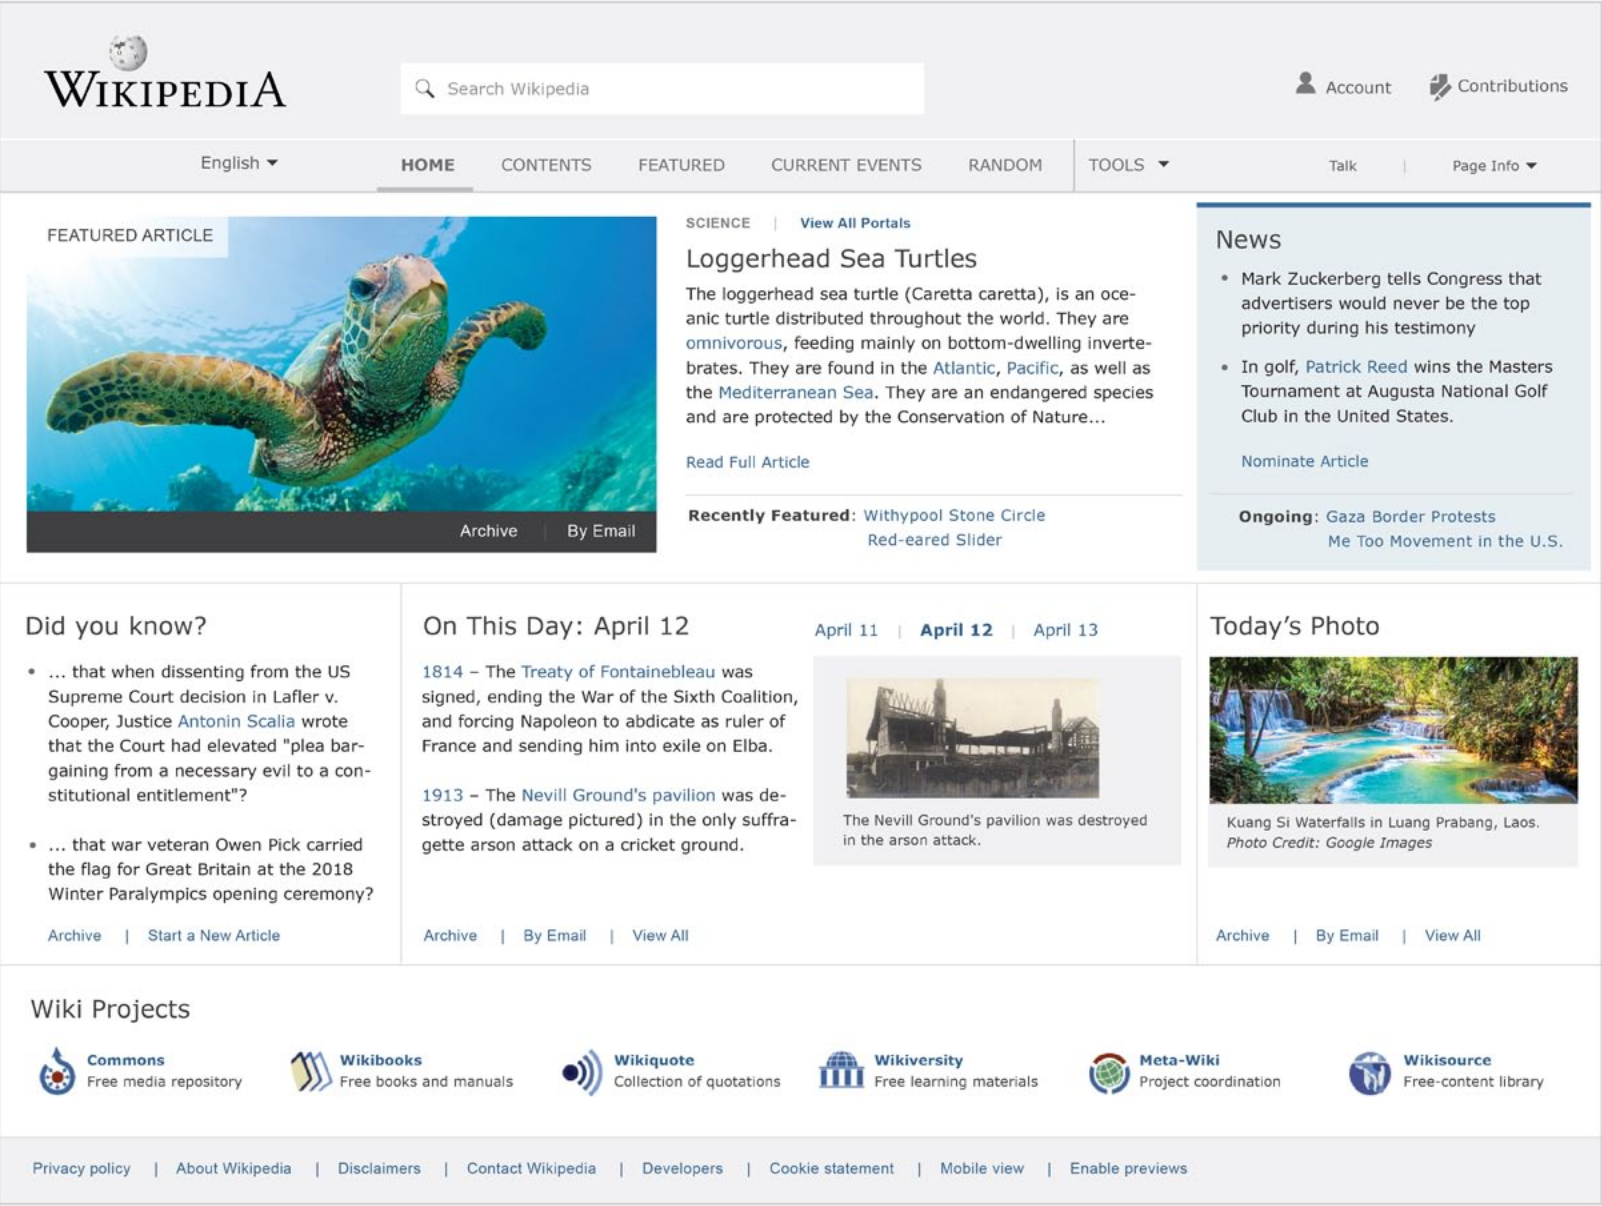 WIKIPEDIA
Search Wikipedia
Account
Contributions
English
HOME
CONTENTS
FEATURED
CURRENT EVENTS
RANDOM
TOOLS
Talk
|
Page Info
FEATURED ARTICLE
Archive | By Email
SCIENCE | View All Portals
Loggerhead Sea Turtles
The loggerhead sea turtle (Caretta caretta), is an oce-
anic turtle distributed throughout the world. They are
omnivorous, feeding mainly on bottom-dwelling inverte-
brates. They are found in the Atlantic, Pacific, as well as
the Mediterranean Sea. They are an endangered species
and are protected by the Conservation of Nature...
Read Full Article
Recently Featured: Withypool Stone Circle
Red-eared Slider
News
• Mark Zuckerberg tells Congress that
advertisers would never be the top
priority during his testimony
• In golf, Patrick Reed wins the Masters
Tournament at Augusta National Golf
Club in the United States.
Nominate Article
Ongoing: Gaza Border Protests
Me Too Movement in the U.S.
Did you know?
• ... that when dissenting from the US
Supreme Court decision in Lafler v.
Cooper, Justice Antonin Scalia wrote
that the Court had elevated "plea bar-
gaining from a necessary evil to a con-
stitutional entitlement"?
• ... that war veteran Owen Pick carried
the flag for Great Britain at the 2018
Winter Paralympics opening ceremony?
Archive | Start a New Article
On This Day: April 12
April 11 | April 12 | April 13
1814 – The Treaty of Fontainebleau was
signed, ending the War of the Sixth Coalition,
and forcing Napoleon to abdicate as ruler of
France and sending him into exile on Elba.
1913 – The Nevill Ground's pavilion was de-
stroyed (damage pictured) in the only suffra-
gette arson attack on a cricket ground.
The Nevill Ground's pavilion was destroyed
in the arson attack.
Archive | By Email | View All
Today's Photo
Kuang Si Waterfalls in Luang Prabang, Laos.
Photo Credit: Google Images
Archive | By Email | View All
Wiki Projects
Commons
Free media repository
Wikibooks
Free books and manuals
Wikiquote
Collection of quotations
Wikiversity
Free learning materials
Meta-Wiki
Project coordination
Wikisource
Free-content library
Privacy policy | About Wikipedia | Disclaimers | Contact Wikipedia | Developers | Cookie statement | Mobile view | Enable previews